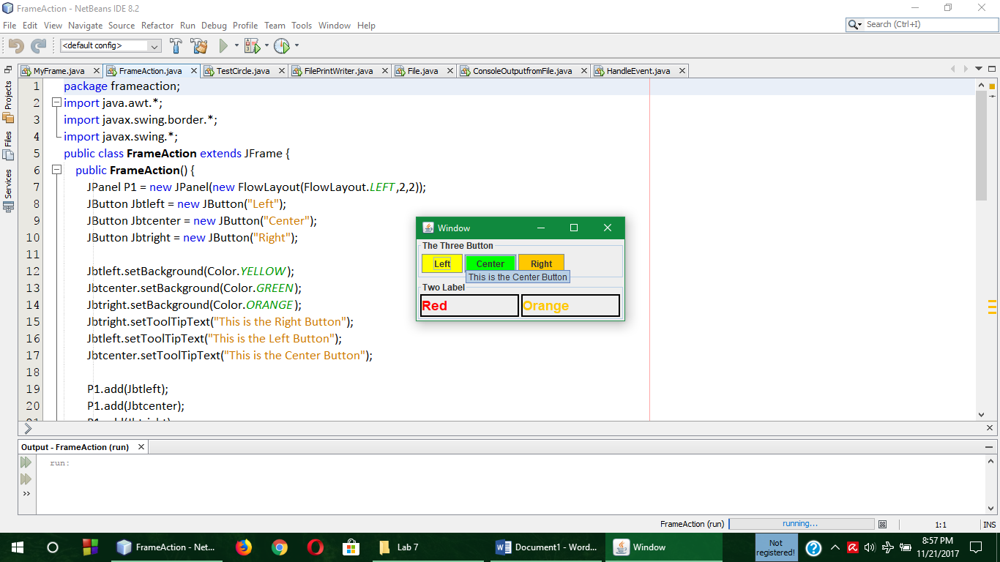 FrameAction - NetBeans IDE 8.2
File Edit View Navigate Source Refactor Run Debug Profile Team Tools Window Help
Search (Ctrl+I)
<default config>
MyFrame.java FrameAction.java TestCircle.java FilePrintWriter.java File.java ConsoleOutputfromFile.java HandleEvent.java
Projects
Files
Services
1 package frameaction;
2 import java.awt.*;
3 import javax.swing.border.*;
4 import javax.swing.*;
5 public class FrameAction extends JFrame {
6 public FrameAction() {
7 JPanel P1 = new JPanel(new FlowLayout(FlowLayout.LEFT,2,2));
8 JButton Jbtleft = new JButton("Left");
9 JButton Jbtcenter = new JButton("Center");
10 JButton Jbtright = new JButton("Right");
11
12 Jbtleft.setBackground(Color.YELLOW);
13 Jbtcenter.setBackground(Color.GREEN);
14 Jbtright.setBackground(Color.ORANGE);
15 Jbtright.setToolTipText("This is the Right Button");
16 Jbtleft.setToolTipText("This is the Left Button");
17 Jbtcenter.setToolTipText("This is the Center Button");
18
19 P1.add(Jbtleft);
20 P1.add(Jbtcenter);
Window
The Three Button
Left Center Right
This is the Center Button
Two Label
Red Orange
Output - FrameAction (run)
run:
FrameAction (run) running... 1:1 INS
FrameAction - Net...
Lab 7
Document1 - Word...
Window
Not registered!
8:57 PM
11/21/2017